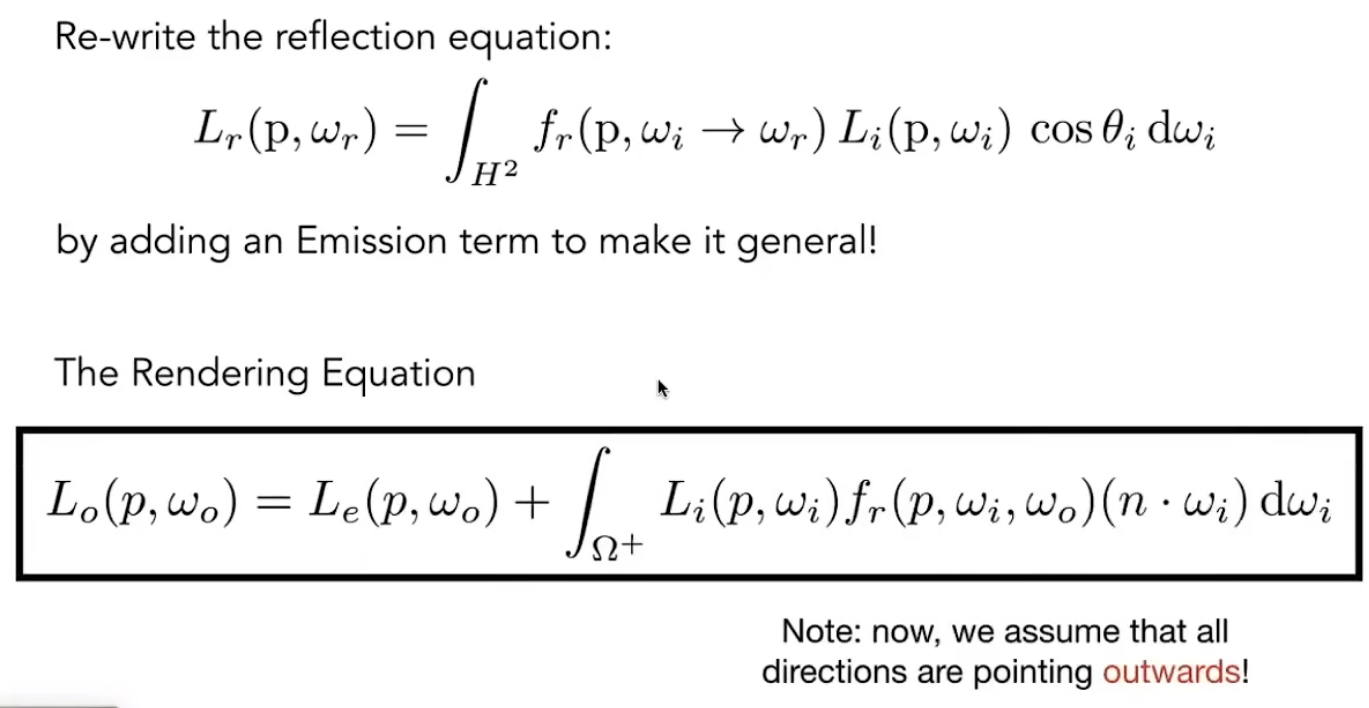 Re-write the reflection equation:
L_r(p, ω_r) = ∫_{H²} f_r(p, ω_i → ω_r) L_i(p, ω_i) cos θ_i dω_i
by adding an Emission term to make it general!
The Rendering Equation
L_o(p, ω_o) = L_e(p, ω_o) + ∫_{Ω⁺} L_i(p, ω_i) f_r(p, ω_i, ω_o)(n · ω_i) dω_i
Note: now, we assume that all
directions are pointing outwards!